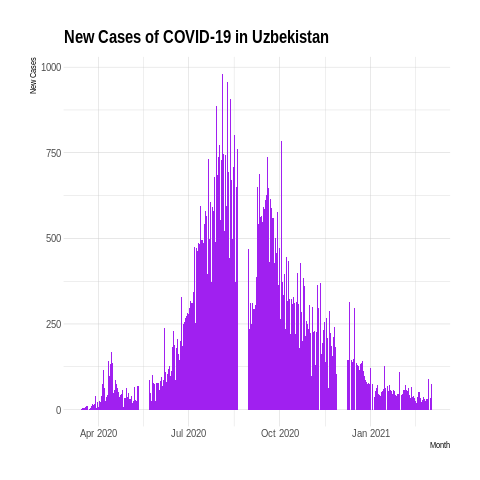 New Cases of COVID-19 in Uzbekistan
New Cases
1000
750
500
250
0
Apr 2020 Jul 2020 Oct 2020 Jan 2021
Month